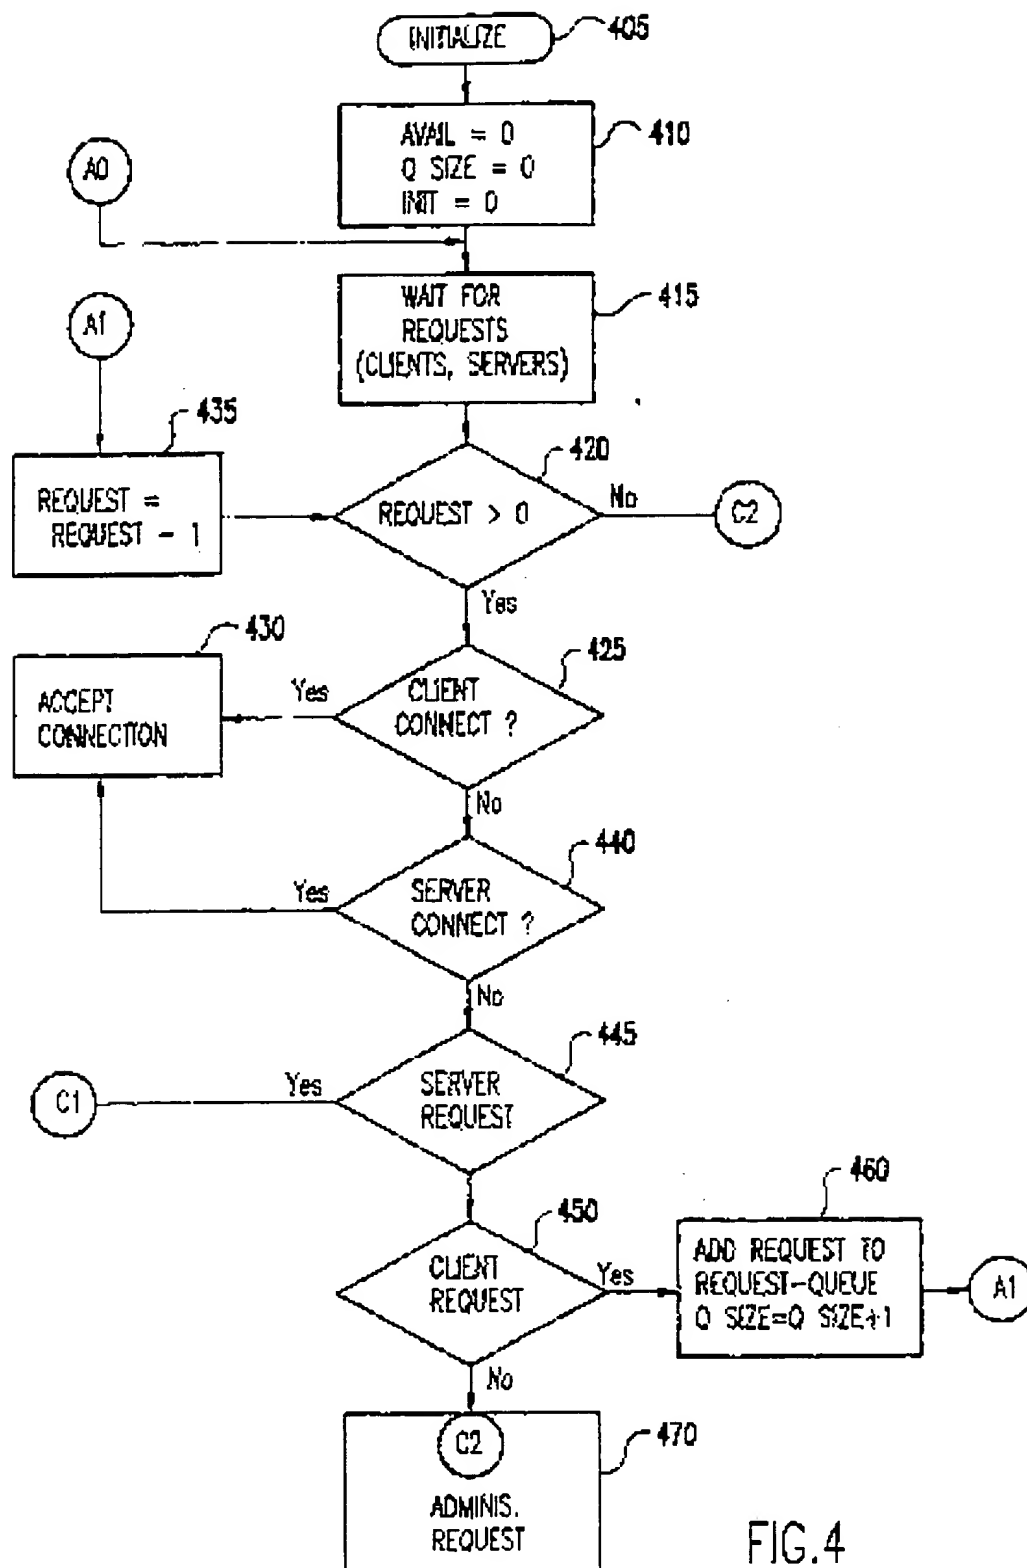 INITIALIZE
405
AVAIL = 0
Q SIZE = 0
INIT = 0
410
A0
WAIT FOR
REQUESTS
(CLIENTS, SERVERS)
415
A1
435
REQUEST =
REQUEST - 1
420
REQUEST > 0
No
C2
Yes
430
ACCEPT
CONNECTION
425
Yes
CLIENT
CONNECT ?
No
440
Yes
SERVER
CONNECT ?
No
445
C1
Yes
SERVER
REQUEST
450
CLIENT
REQUEST
Yes
460
ADD REQUEST TO
REQUEST-QUEUE
Q SIZE=Q SIZE+1
A1
No
C2
470
ADMINIS.
REQUEST
FIG.4